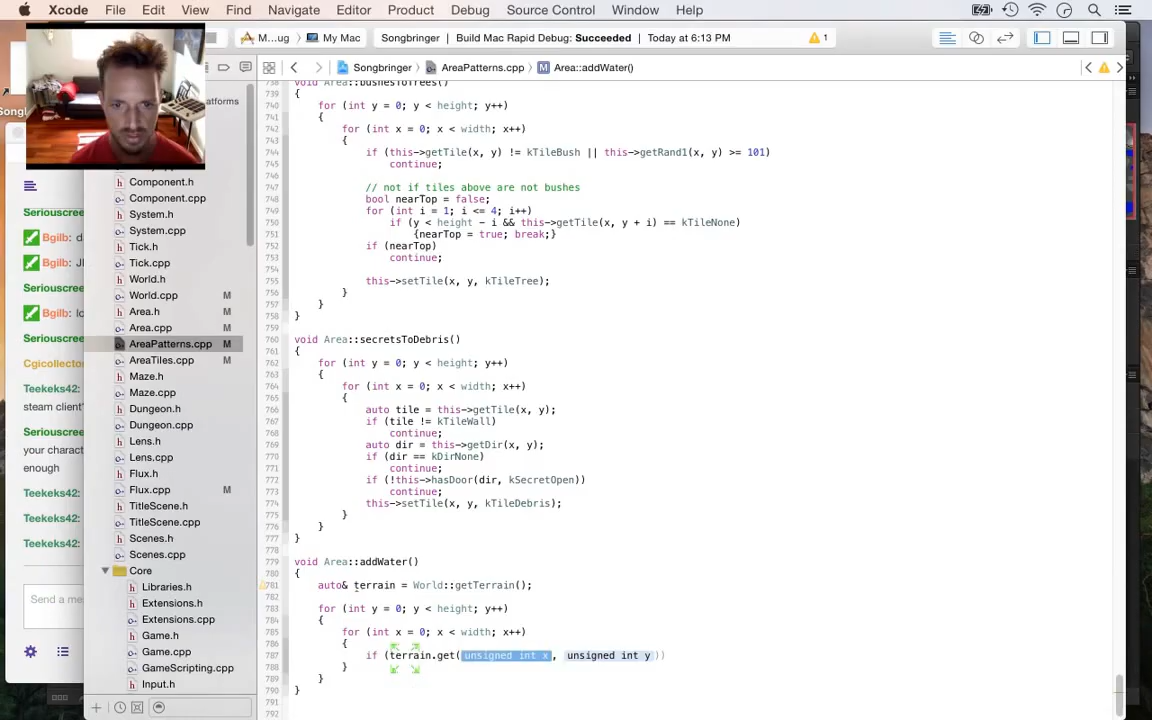 Xcode File Edit View Find Navigate Editor Product Debug Source Control Window Help
M...ug My Mac Songbringer Build Mac Rapid Debug: Succeeded Today at 6:13 PM 1
Songbringer AreaPatterns.cpp Area::addWater()
atforms
Component.h
Component.cpp
System.h
System.cpp
Tick.h
Tick.cpp
World.h
World.cpp M
Area.h M
Area.cpp M
AreaPatterns.cpp M
AreaTiles.cpp M
Maze.h
Maze.cpp
Dungeon.h
Dungeon.cpp
Lens.h
Lens.cpp
Flux.h
Flux.cpp M
TitleScene.h
TitleScene.cpp
Scenes.h
Scenes.cpp
Core
Libraries.h
Extensions.h
Extensions.cpp
Game.h
Game.cpp
GameScripting.cpp
Input.h
Songb
Seriouscree
Bgilb: d
Bgilb: Jl
Seriouscree
Bgilb: lo
Seriouscree
Cgicollecto
Teekeks42:
steam client'
Seriouscree
your charact
enough
Teekeks42:
Teekeks42:
Teekeks42:
Send a me
738 void Area::bushesToTrees()
739 {
740 for (int y = 0; y < height; y++)
741 {
742 for (int x = 0; x < width; x++)
743 {
744 if (this->getTile(x, y) != kTileBush || this->getRand1(x, y) >= 101)
745 continue;
746
747 // not if tiles above are not bushes
748 bool nearTop = false;
749 for (int i = 1; i <= 4; i++)
750 if (y < height - i && this->getTile(x, y + i) == kTileNone)
751 {nearTop = true; break;}
752 if (nearTop)
753 continue;
754
755 this->setTile(x, y, kTileTree);
756 }
757 }
758 }
759
760 void Area::secretsToDebris()
761 {
762 for (int y = 0; y < height; y++)
763 {
764 for (int x = 0; x < width; x++)
765 {
766 auto tile = this->getTile(x, y);
767 if (tile != kTileWall)
768 continue;
769 auto dir = this->getDir(x, y);
770 if (dir == kDirNone)
771 continue;
772 if (!this->hasDoor(dir, kSecretOpen))
773 continue;
774 this->setTile(x, y, kTileDebris);
775 }
776 }
777 }
778
779 void Area::addWater()
780 {
781 auto& terrain = World::getTerrain();
782
783 for (int y = 0; y < height; y++)
784 {
785 for (int x = 0; x < width; x++)
786 {
787 if (terrain.get(unsigned int x, unsigned int y))
788 }
789 }
790 }
791
792